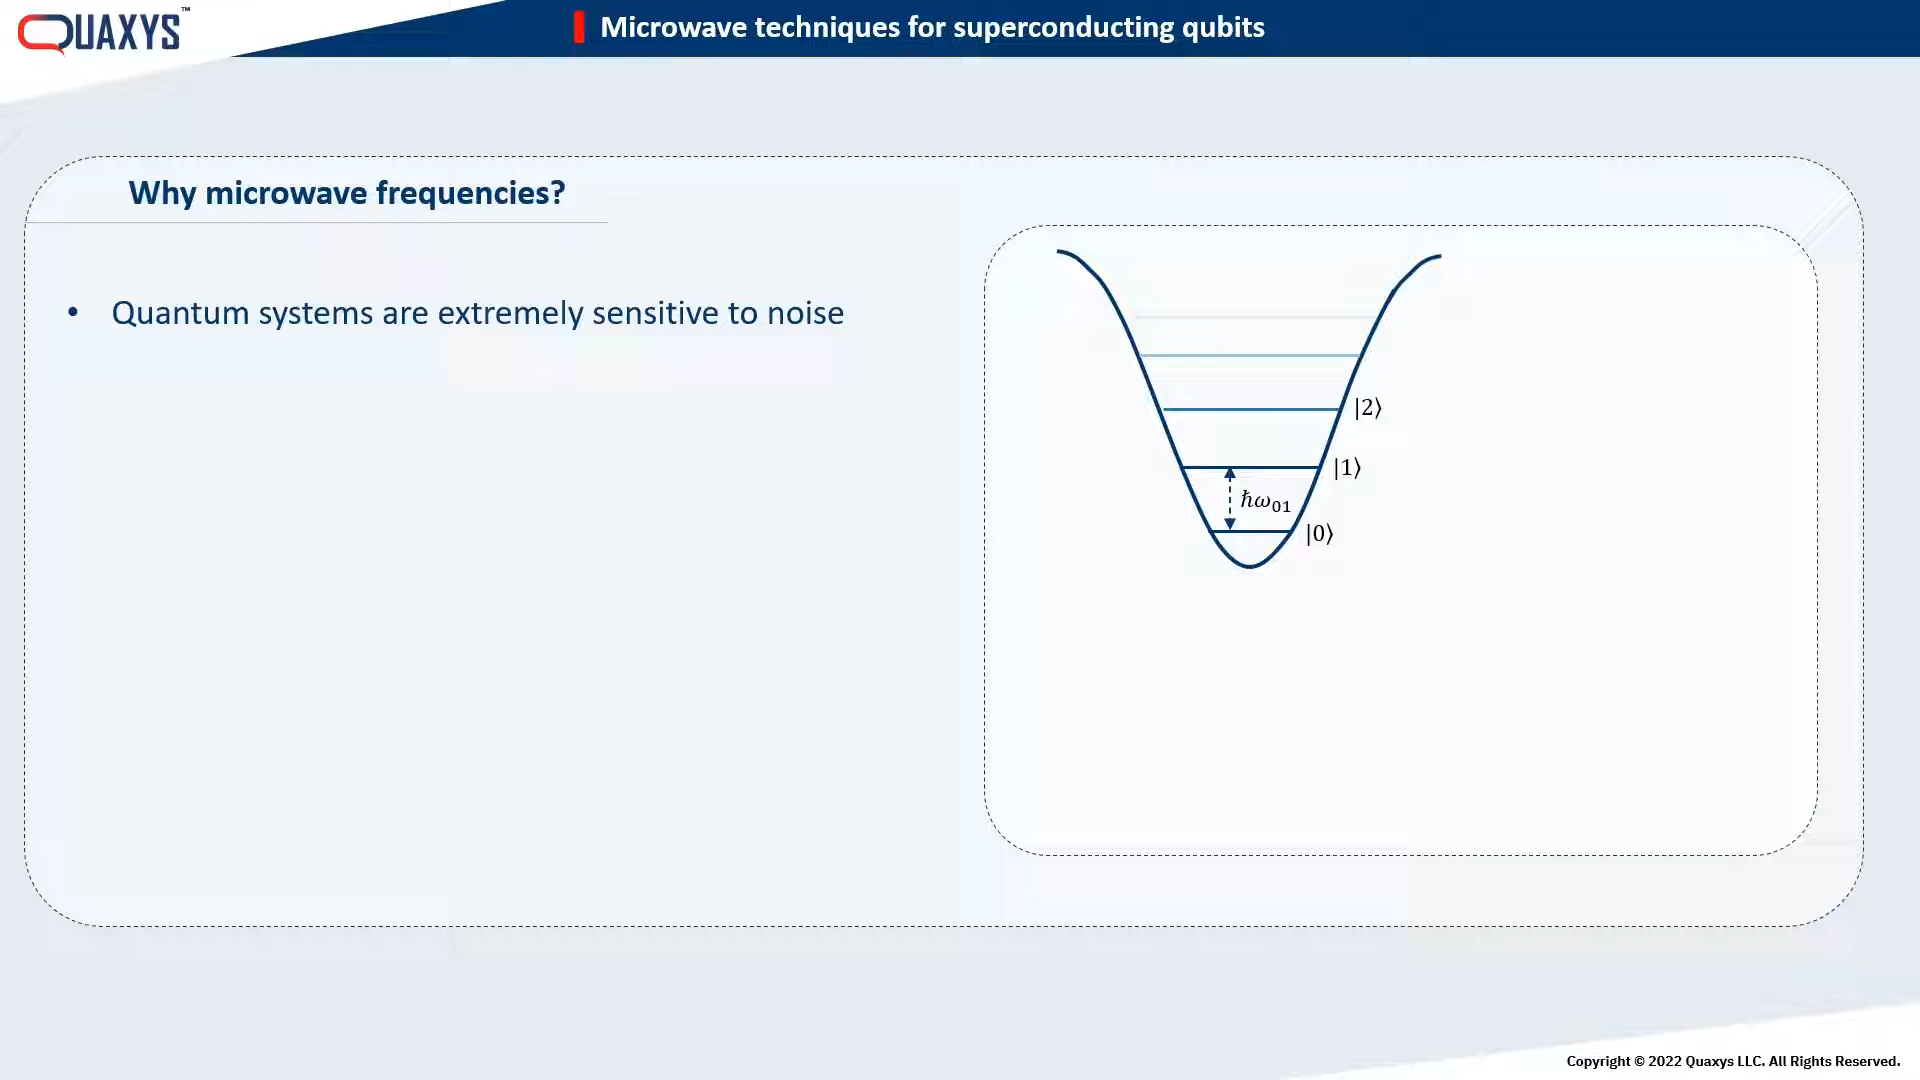 QUAXYS™
Microwave techniques for superconducting qubits
Why microwave frequencies?
• Quantum systems are extremely sensitive to noise
|2⟩
|1⟩
ℏω₀₁
|0⟩
Copyright © 2022 Quaxys LLC. All Rights Reserved.